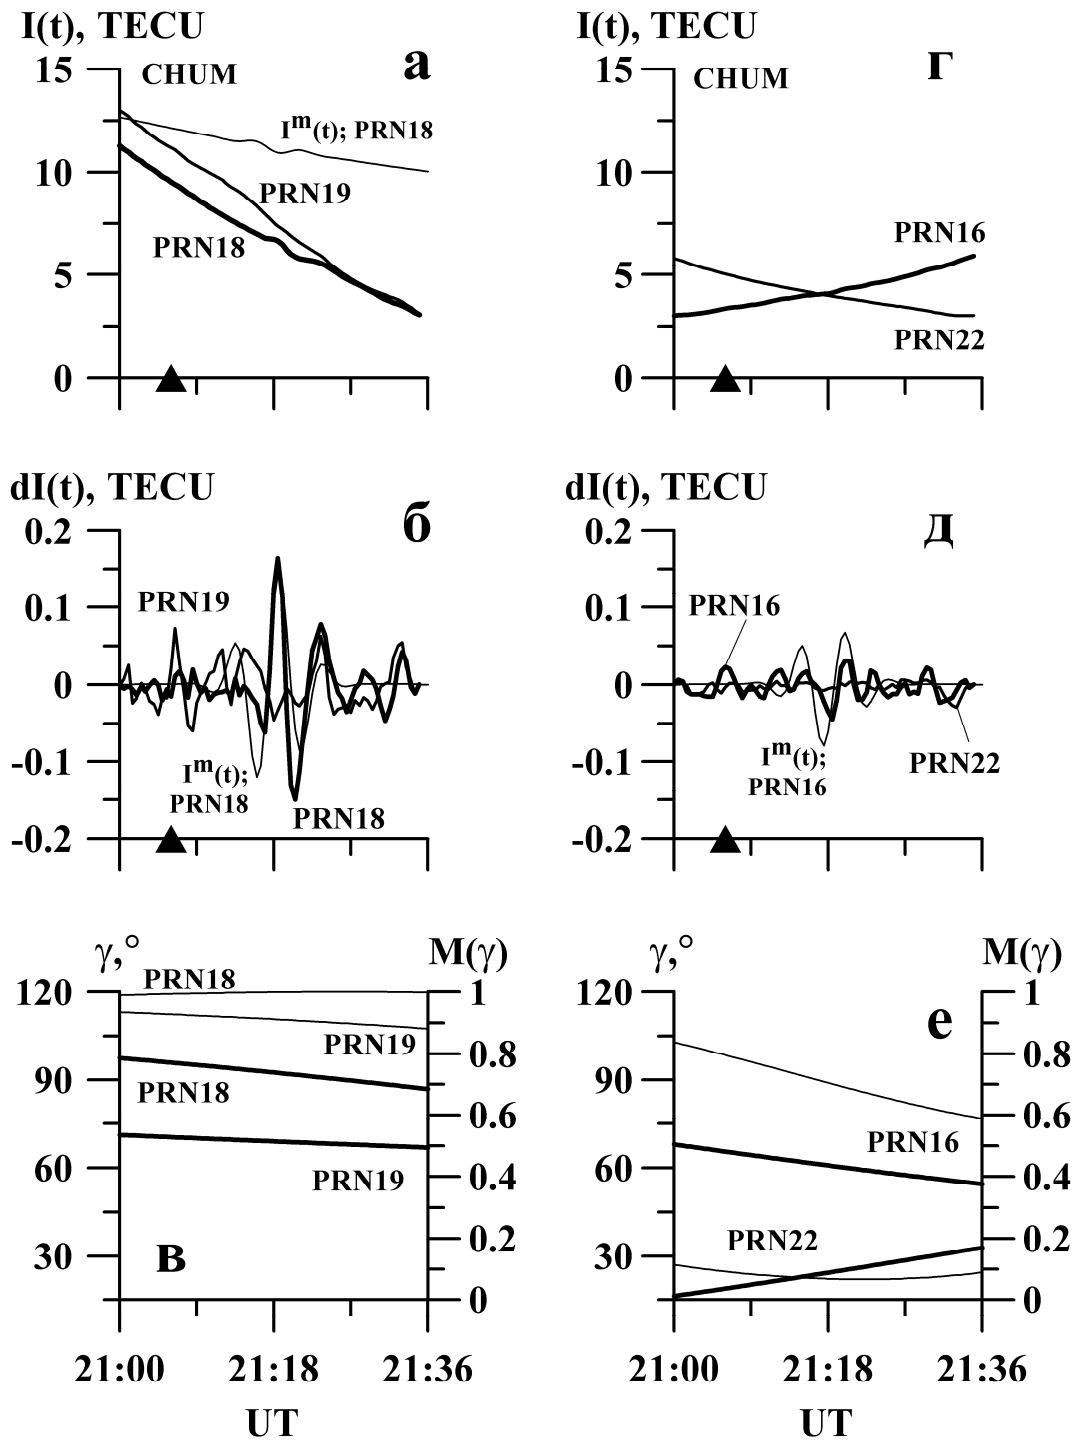 I(t), TECU
а
15
CHUM
Iᵐ(t); PRN18
10
PRN19
PRN18
5
0
I(t), TECU
г
15
CHUM
10
PRN16
5
PRN22
0
dI(t), TECU
б
0.2
PRN19
0.1
0
-0.1
Iᵐ(t);
PRN18
PRN18
-0.2
dI(t), TECU
д
0.2
PRN16
0.1
0
-0.1
Iᵐ(t);
PRN16
PRN22
-0.2
γ,°
M(γ)
PRN18
120
1
PRN19
0.8
90
PRN18
0.6
60
PRN19
0.4
0.2
30
в
0
21:00
21:18
21:36
UT
γ,°
M(γ)
120
1
е
0.8
90
0.6
PRN16
60
0.4
PRN22
0.2
30
0
21:00
21:18
21:36
UT